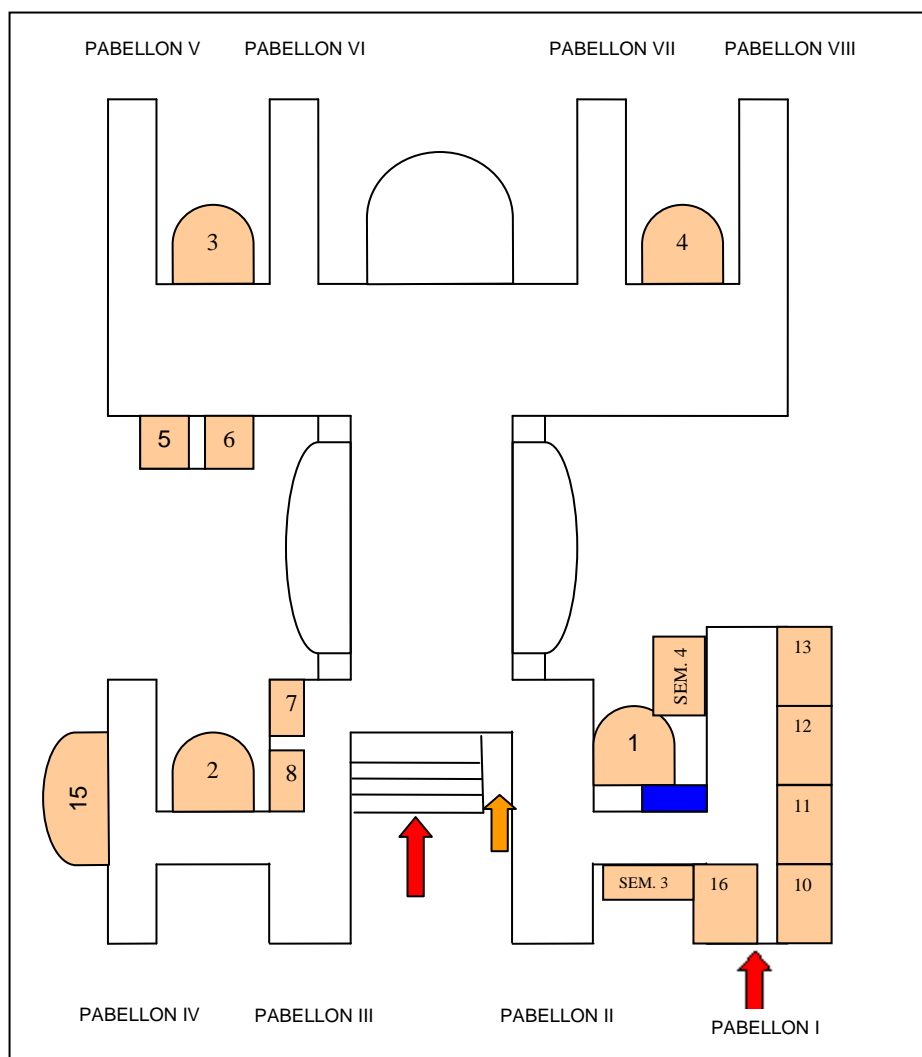 PABELLON V PABELLON VI PABELLON VII PABELLON VIII
3 4
5 6
SEM. 4 13
7
1 12
15 2 8
11
SEM. 3 16 10
PABELLON IV PABELLON III PABELLON II PABELLON I